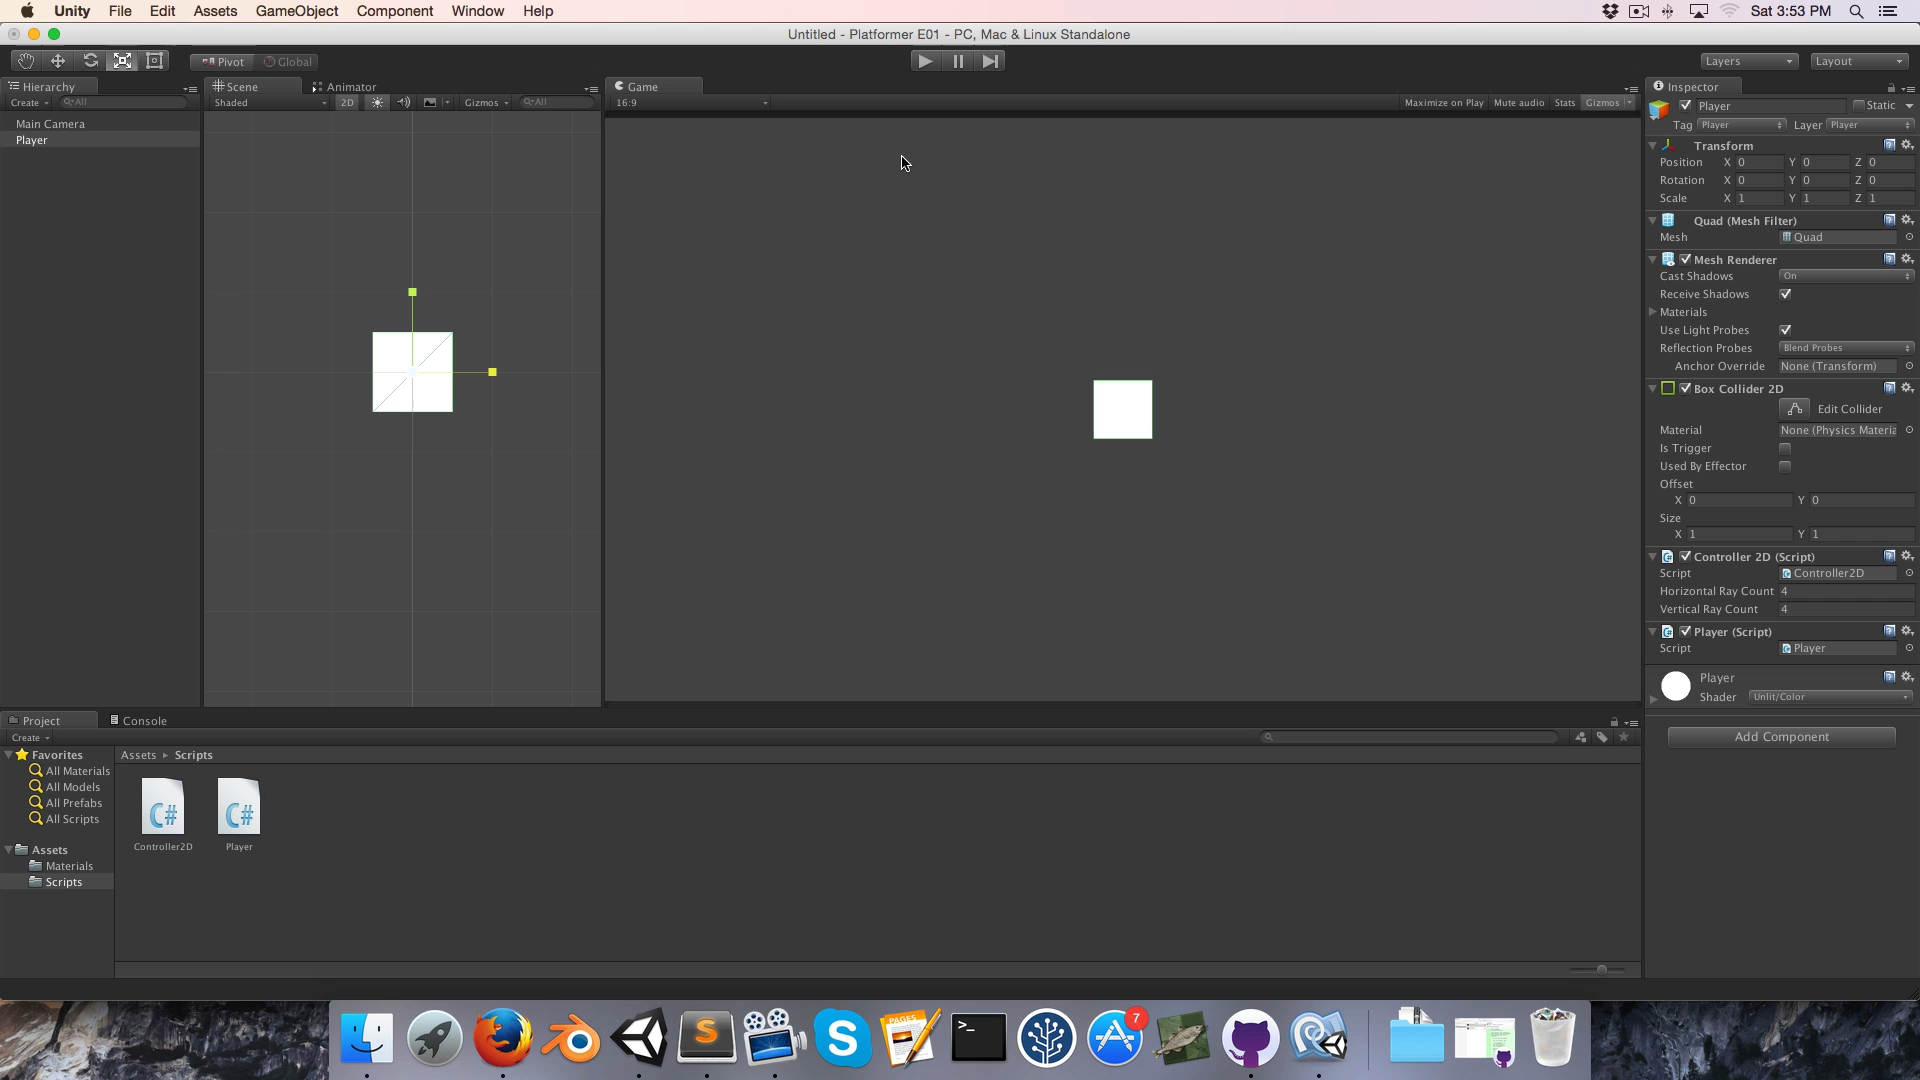 Unity File Edit Assets GameObject Component Window Help Sat 3:53 PM
Untitled - Platformer E01 - PC, Mac & Linux Standalone
Pivot Global Layers Layout
Hierarchy Scene Animator Game Inspector
Create All Shaded 2D Gizmos All 16:9 Maximize on Play Mute audio Stats Gizmos
Player Static
Main Camera
Player
Tag Player Layer Player
Transform
Position X 0 Y 0 Z 0
Rotation X 0 Y 0 Z 0
Scale X 1 Y 1 Z 1
Quad (Mesh Filter)
Mesh Quad
Mesh Renderer
Cast Shadows On
Receive Shadows
Materials
Use Light Probes
Reflection Probes Blend Probes
Anchor Override None (Transform)
Box Collider 2D
Edit Collider
Material None (Physics Materia
Is Trigger
Used By Effector
Offset
X 0 Y 0
Size
X 1 Y 1
Controller 2D (Script)
Script Controller2D
Horizontal Ray Count 4
Vertical Ray Count 4
Player (Script)
Script Player
Player
Shader Unlit/Color
Add Component
Project Console
Create
Favorites
All Materials
All Models
All Prefabs
All Scripts
Assets
Materials
Scripts
Assets Scripts
C# C#
Controller2D Player
S
S
PAGES
>_
7